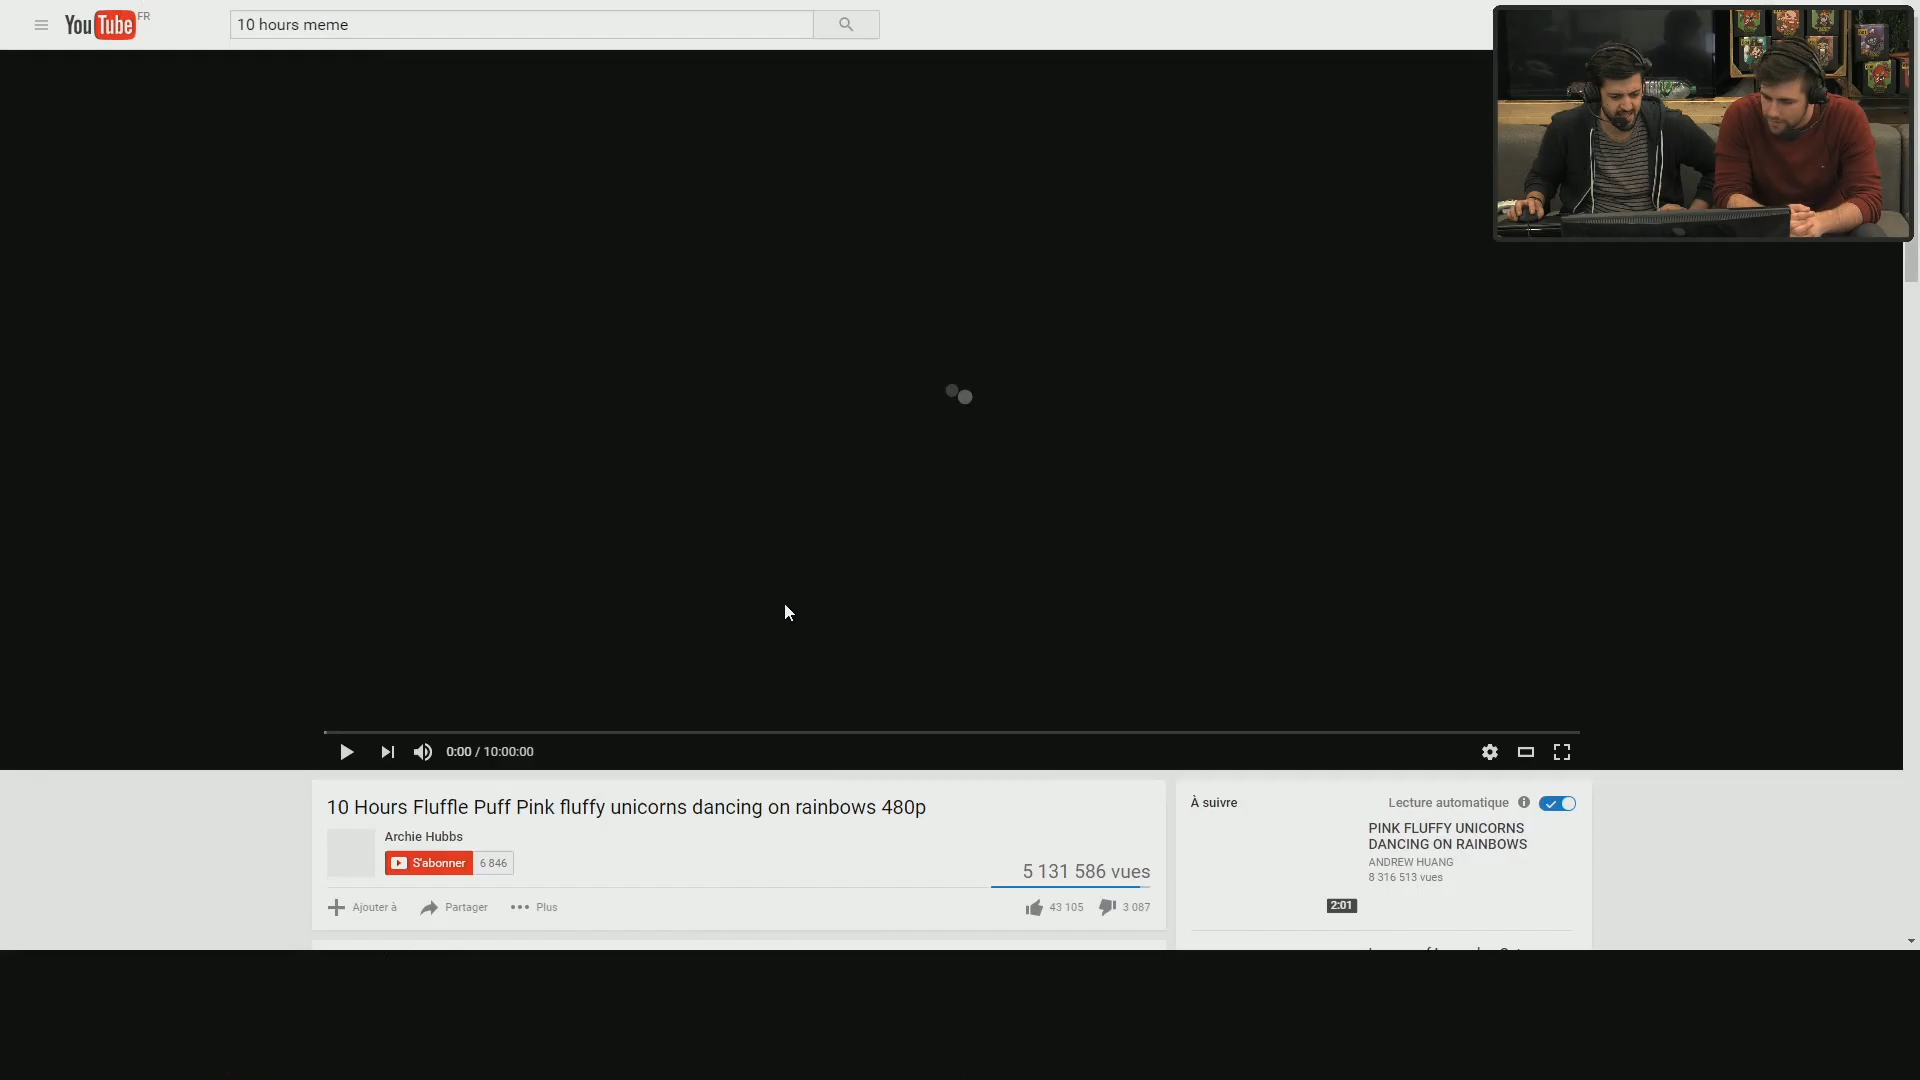 YouTube FR
10 hours meme
0:00 / 10:00:00
10 Hours Fluffle Puff Pink fluffy unicorns dancing on rainbows 480p
Archie Hubbs
S'abonner 6 846
5 131 586 vues
Ajouter à Partager Plus
43 105 3 087
À suivre
Lecture automatique
PINK FLUFFY UNICORNS
DANCING ON RAINBOWS
ANDREW HUANG
8 316 513 vues
2:01